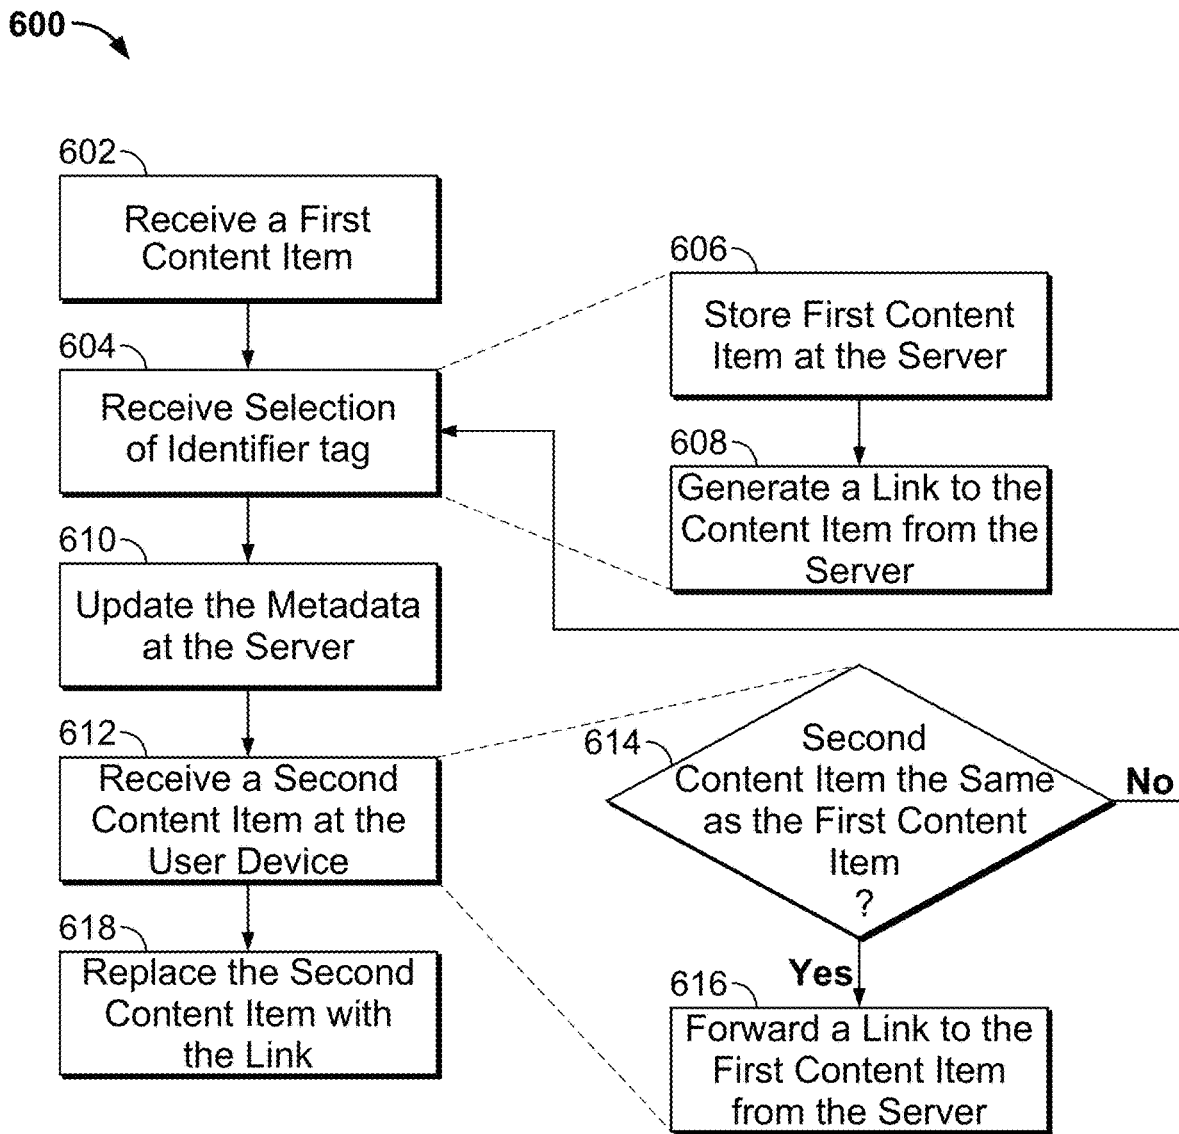 600
602
Receive a First
Content Item
604
Receive Selection
of Identifier tag
606
Store First Content
Item at the Server
608
Generate a Link to the
Content Item from the
Server
610
Update the Metadata
at the Server
612
Receive a Second
Content Item at the
User Device
614
Second
Content Item the Same
as the First Content
Item
?
No
Yes
616
Forward a Link to the
First Content Item
from the Server
618
Replace the Second
Content Item with
the Link